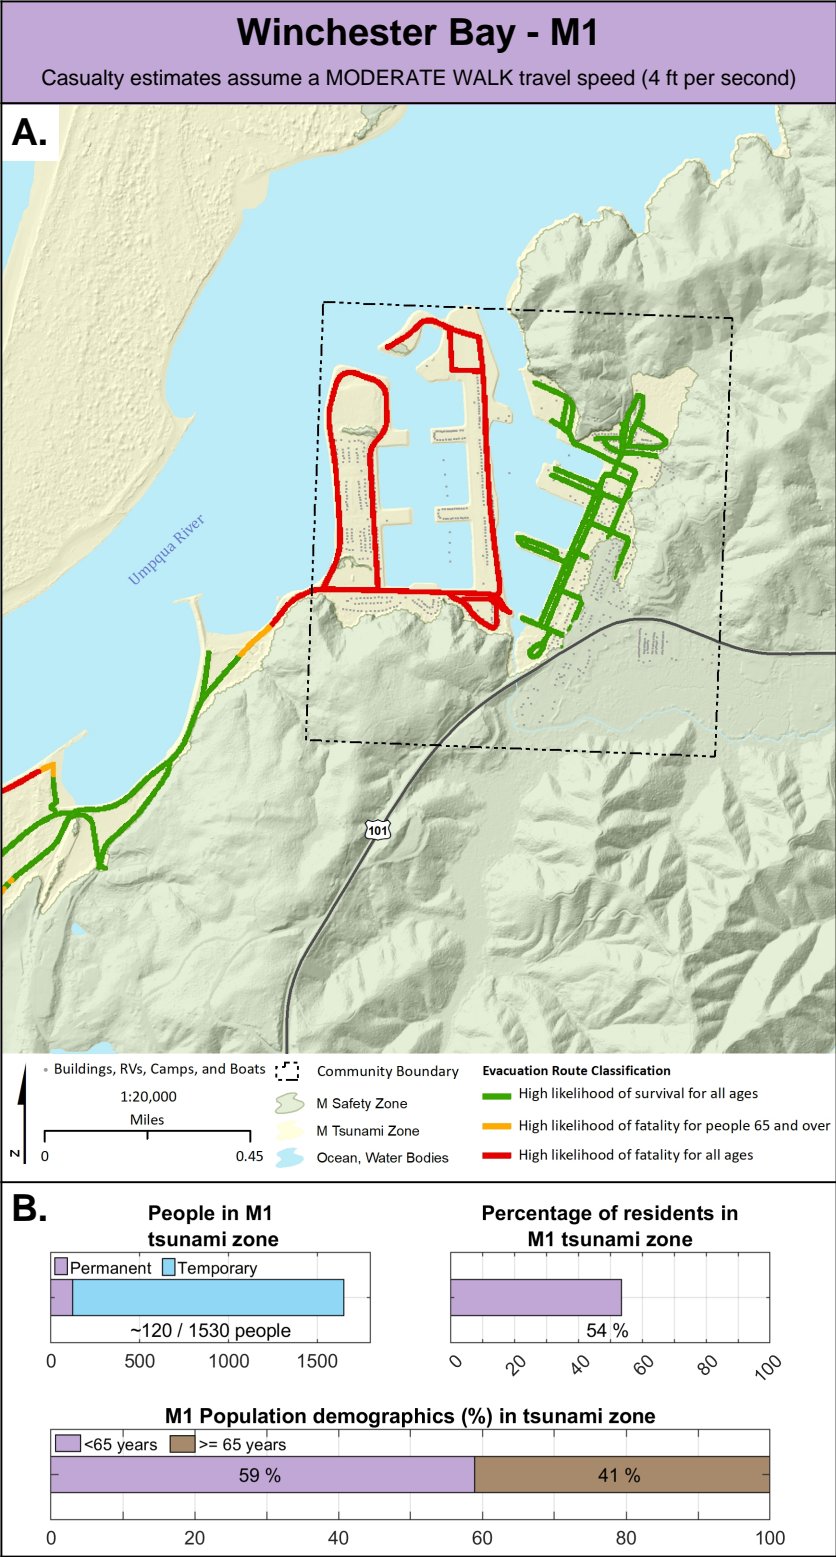 Winchester Bay - M1
Casualty estimates assume a MODERATE WALK travel speed (4 ft per second)
A.
Umpqua River
101
Buildings, RVs, Camps, and Boats
1:20,000
Miles
0 0.45
N
Community Boundary
M Safety Zone
M Tsunami Zone
Ocean, Water Bodies
Evacuation Route Classification
High likelihood of survival for all ages
High likelihood of fatality for people 65 and over
High likelihood of fatality for all ages
B.
People in M1
tsunami zone
Permanent Temporary
~120 / 1530 people
0 500 1000 1500
Percentage of residents in
M1 tsunami zone
54 %
0 20 40 60 80 100
M1 Population demographics (%) in tsunami zone
<65 years >= 65 years
59 % 41 %
0 20 40 60 80 100